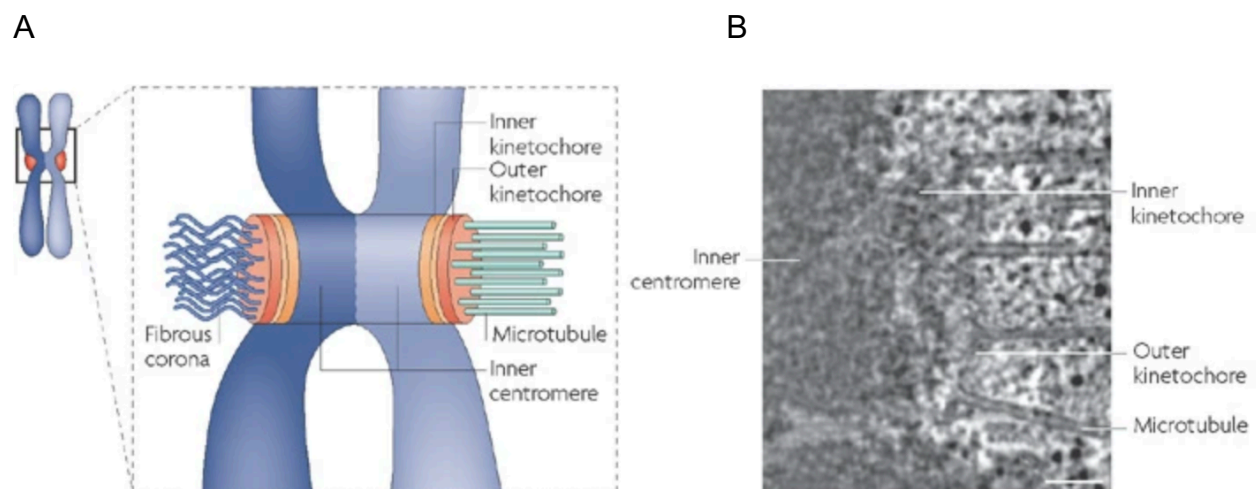 A
B
Inner
kinetochore
Outer
kinetochore
Fibrous
corona
Microtubule
Inner
centromere
Inner
kinetochore
Inner
centromere
Outer
kinetochore
Microtubule